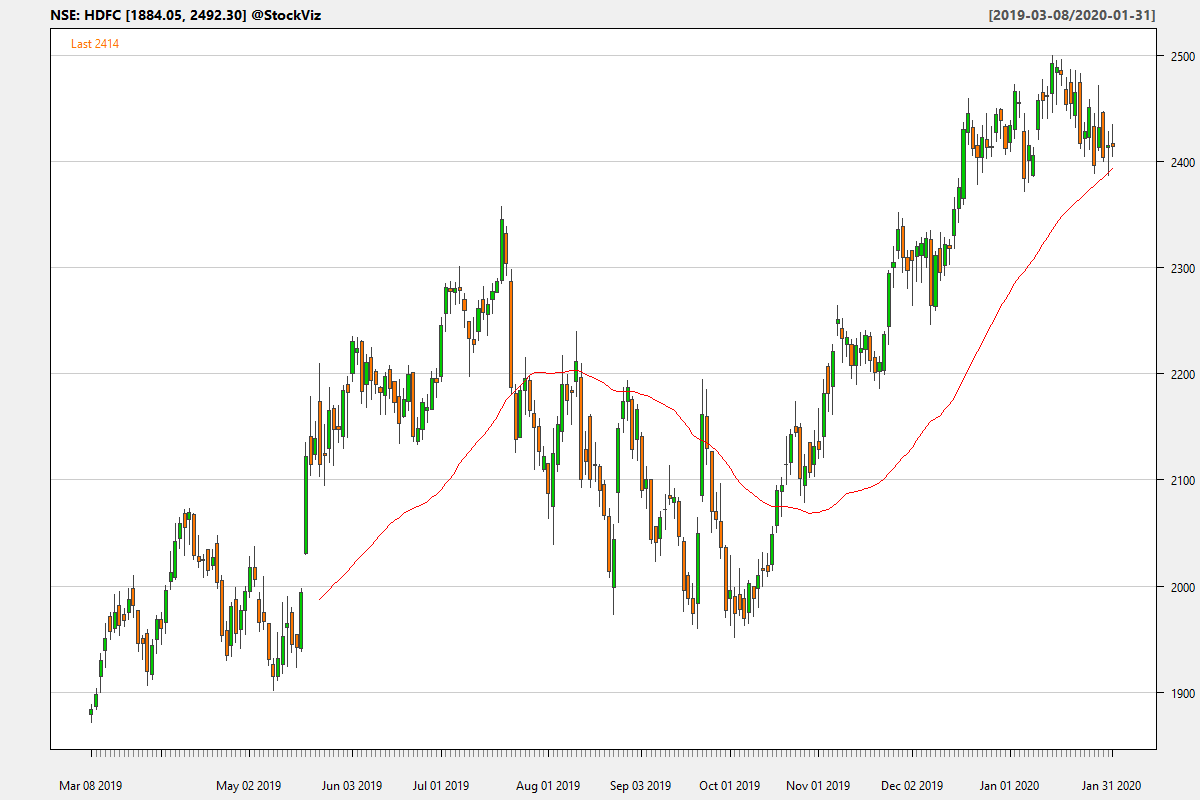 NSE: HDFC [1884.05, 2492.30] @StockViz [2019-03-08/2020-01-31]
Last 2414
2500
2400
2300
2200
2100
2000
1900
Mar 08 2019 May 02 2019 Jun 03 2019 Jul 01 2019 Aug 01 2019 Sep 03 2019 Oct 01 2019 Nov 01 2019 Dec 02 2019 Jan 01 2020 Jan 31 2020